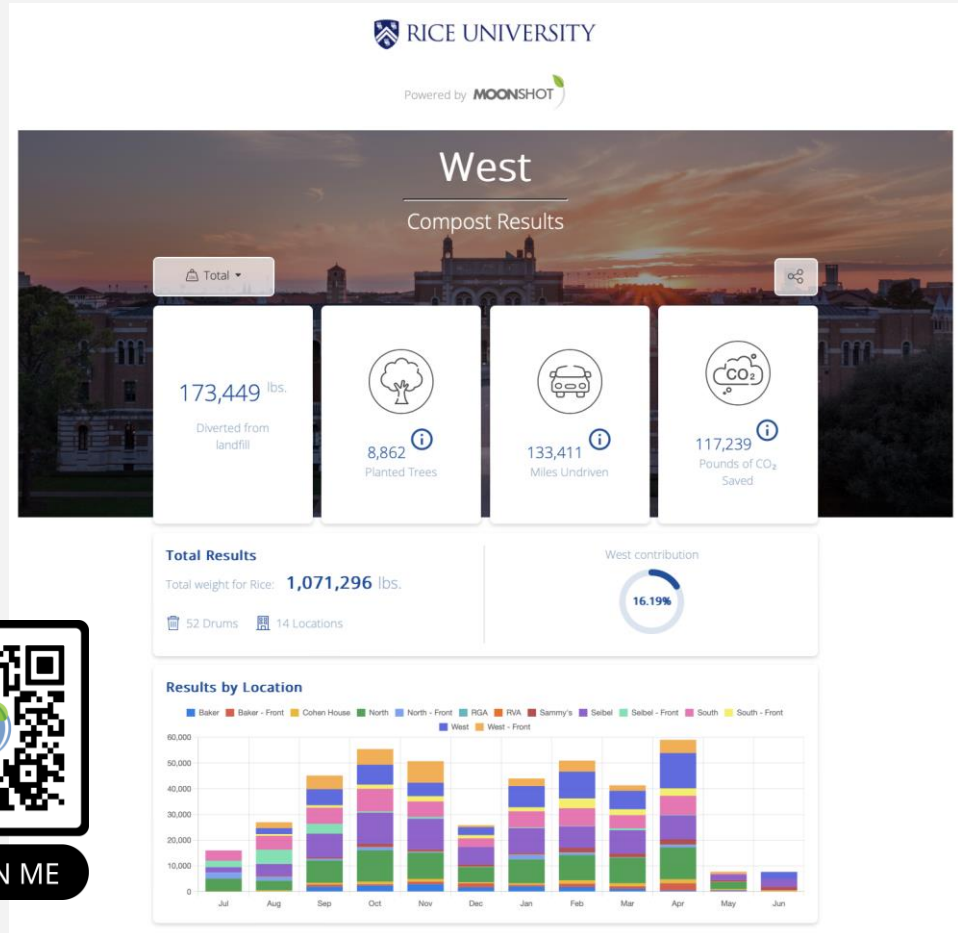 RICE UNIVERSITY
Powered by MOONSHOT
West
Compost Results
Total
173,449 lbs.
Diverted from
landfill
8,862
Planted Trees
133,411
Miles Undriven
CO₂
117,239
Pounds of CO₂
Saved
Total Results
Total weight for Rice: 1,071,296 lbs.
52 Drums 14 Locations
West contribution
16.19%
Results by Location
Baker Baker - Front Cohen House North North - Front RGA RVA Sammy's Seibel Seibel - Front South South - Front
West West - Front
60,000
50,000
40,000
30,000
20,000
10,000
0
Jul Aug Sep Oct Nov Dec Jan Feb Mar Apr May Jun
N ME